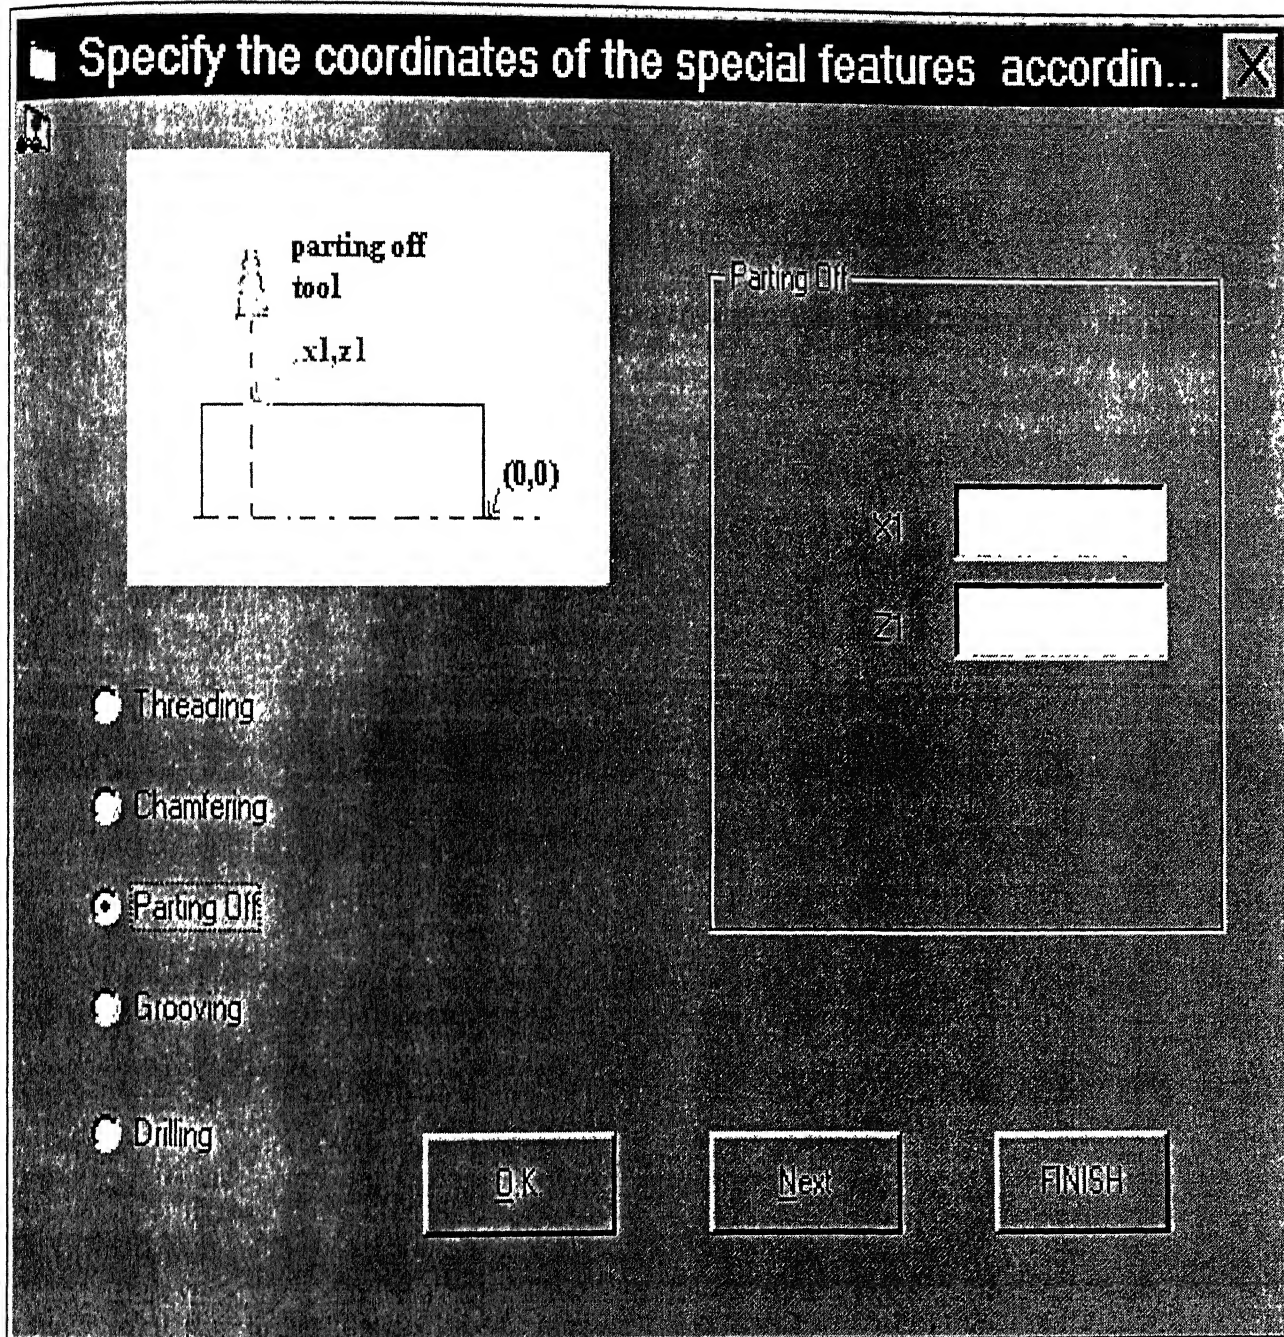 Specify the coordinates of the special features accordin...
parting off
tool
x1,z1
(0,0)
Parting Off
X1
Z1
Threading
Chamfering
Parting Off
Grooving
Drilling
O.K.
Next
FINISH